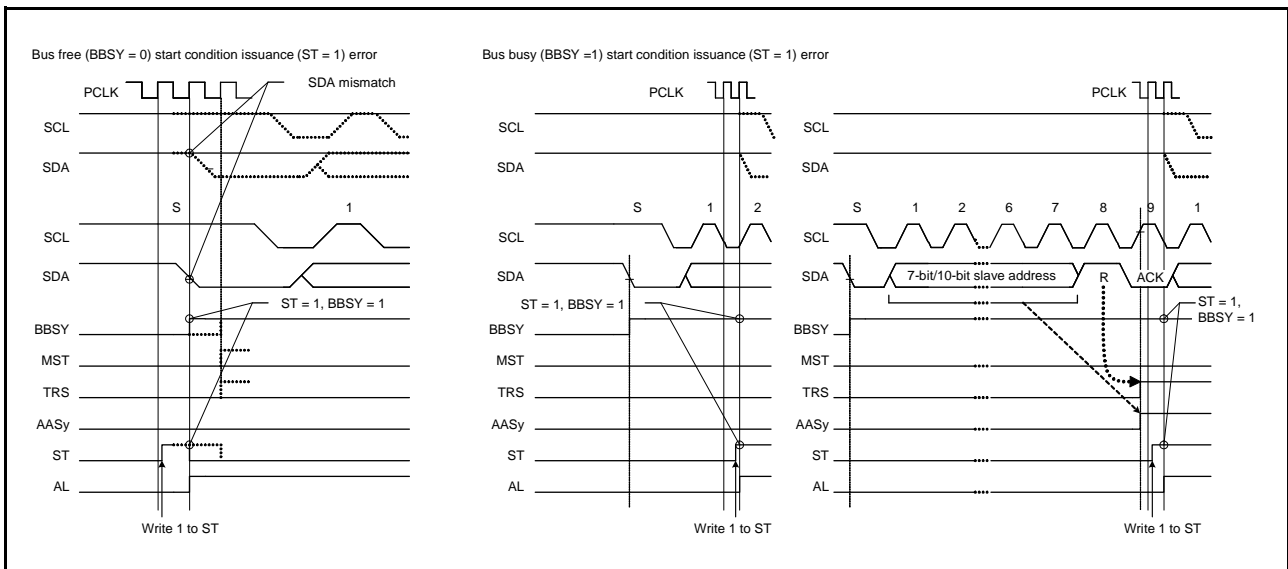 Bus free (BBSY = 0) start condition issuance (ST = 1) error
PCLK
SDA mismatch
SCL
SDA
S 1
SCL
SDA
ST = 1, BBSY = 1
BBSY
MST
TRS
AASy
ST
AL
Write 1 to ST
Bus busy (BBSY =1) start condition issuance (ST = 1) error
PCLK
SCL
SDA
S 1 2
SCL
SDA
ST = 1, BBSY = 1
BBSY
MST
TRS
AASy
ST
AL
Write 1 to ST
PCLK
SCL
SDA
S 1 2 6 7 8 9 1
SCL
SDA
7-bit/10-bit slave address
R
ACK
ST = 1,
BBSY = 1
BBSY
MST
TRS
AASy
ST
AL
Write 1 to ST